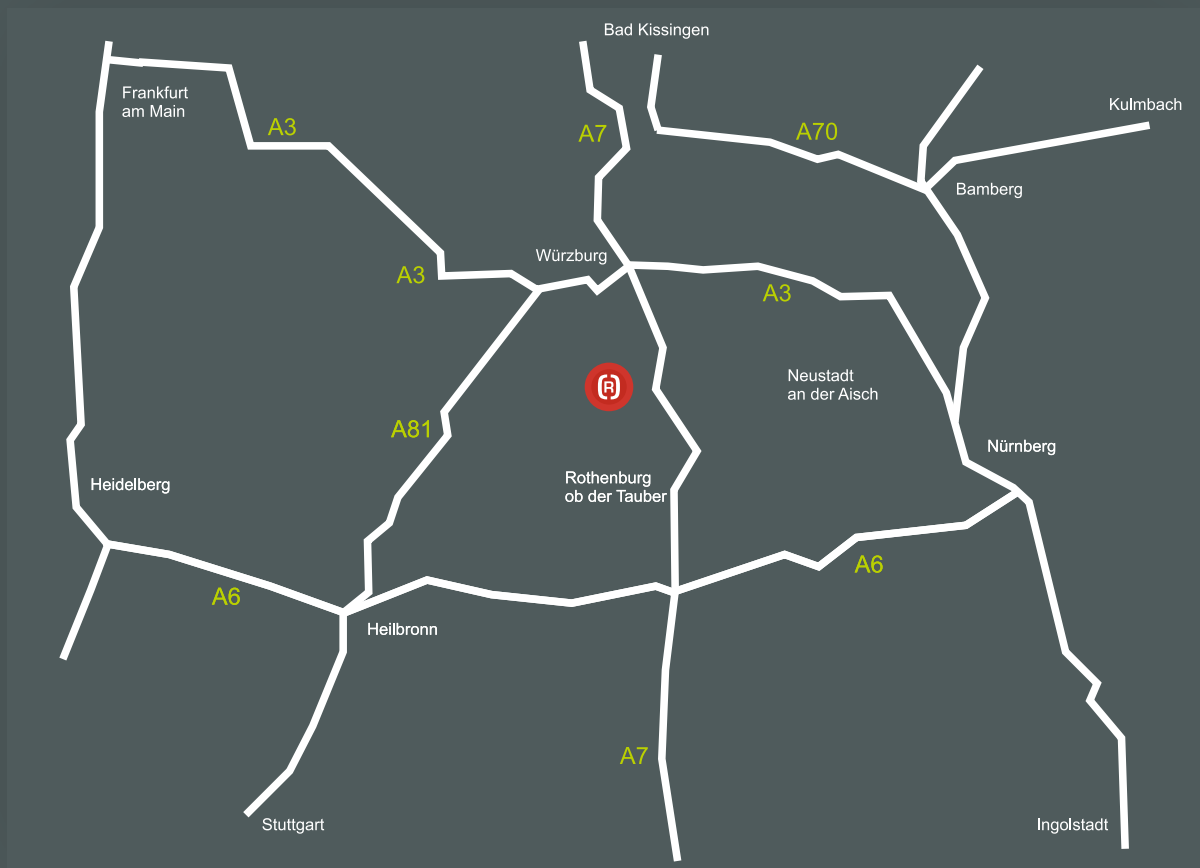 Bad Kissingen
Frankfurt
am Main
Kulmbach
A3
A7
A70
Bamberg
Würzburg
A3
A3
R
Neustadt
an der Aisch
A81
Nürnberg
Heidelberg
Rothenburg
ob der Tauber
A6
A6
Heilbronn
A7
Stuttgart
Ingolstadt